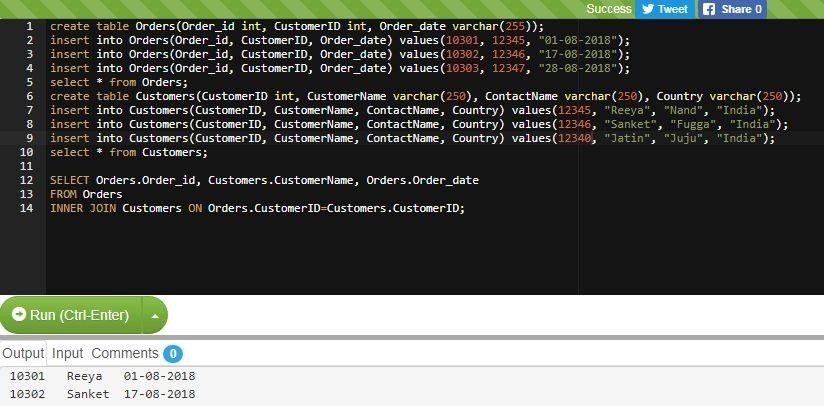 Success Tweet Share 0
1 create table Orders(Order_id int, CustomerID int, Order_date varchar(255));
2 insert into Orders(Order_id, CustomerID, Order_date) values(10301, 12345, "01-08-2018");
3 insert into Orders(Order_id, CustomerID, Order_date) values(10302, 12346, "17-08-2018");
4 insert into Orders(Order_id, CustomerID, Order_date) values(10303, 12347, "28-08-2018");
5 select * from Orders;
6 create table Customers(CustomerID int, CustomerName varchar(250), ContactName varchar(250), Country varchar(250));
7 insert into Customers(CustomerID, CustomerName, ContactName, Country) values(12345, "Reeya", "Nand", "India");
8 insert into Customers(CustomerID, CustomerName, ContactName, Country) values(12346, "Sanket", "Fugga", "India");
9 insert into Customers(CustomerID, CustomerName, ContactName, Country) values(12340, "Jatin", "Juju", "India");
10 select * from Customers;
11
12 SELECT Orders.Order_id, Customers.CustomerName, Orders.Order_date
13 FROM Orders
14 INNER JOIN Customers ON Orders.CustomerID=Customers.CustomerID;
Run (Ctrl-Enter)
Output Input Comments 0
10301 Reeya 01-08-2018
10302 Sanket 17-08-2018